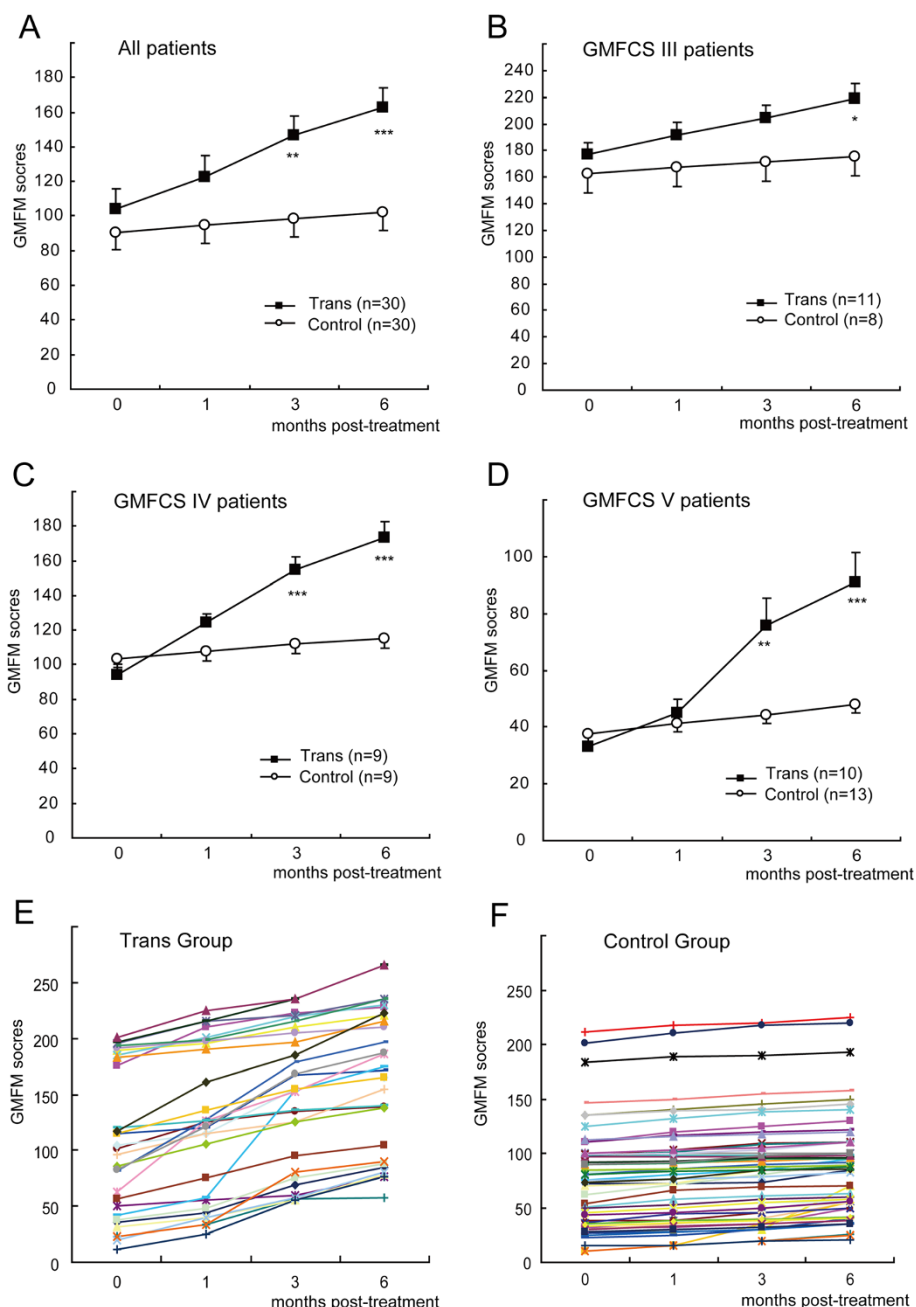 A
All patients
GMFM socres
180
160
140
120
100
80
60
40
20
0
**
***
Trans (n=30)
Control (n=30)
0 1 3 6
months post-treatment
B
GMFCS III patients
GMFM socres
240
220
200
180
160
140
120
100
80
60
40
20
0
*
Trans (n=11)
Control (n=8)
0 1 3 6
months post-treatment
C
GMFCS IV patients
GMFM socres
180
160
140
120
100
80
60
40
20
0
***
***
Trans (n=9)
Control (n=9)
0 1 3 6
months post-treatment
D
GMFCS V patients
GMFM socres
100
80
60
40
20
0
**
***
Trans (n=10)
Control (n=13)
0 1 3 6
months post-treatment
E
Trans Group
GMFM socres
250
200
150
100
50
0
0 1 3 6
months post-treatment
F
Control Group
GMFM socres
250
200
150
100
50
0
0 1 3 6
months post-treatment